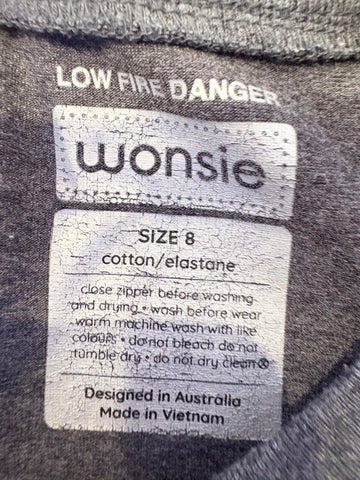 LOW FIRE DANGER
wonsie
SIZE 8
cotton/elastane
close zipper before washing
and drying • wash before wear
warm machine wash with like
colours • do not bleach do not
tumble dry • do not dry clean ⓧ
Designed in Australia
Made in Vietnam